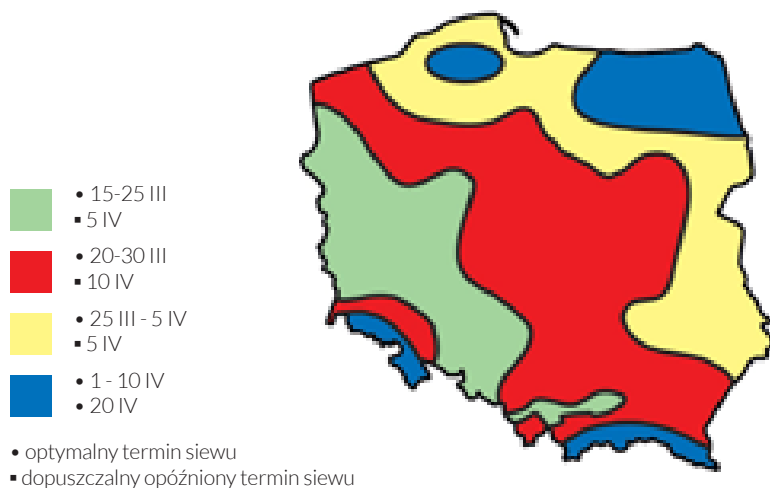 • 15-25 III
▪ 5 IV
• 20-30 III
▪ 10 IV
• 25 III - 5 IV
▪ 5 IV
• 1 - 10 IV
• 20 IV
• optymalny termin siewu
▪ dopuszczalny opóźniony termin siewu